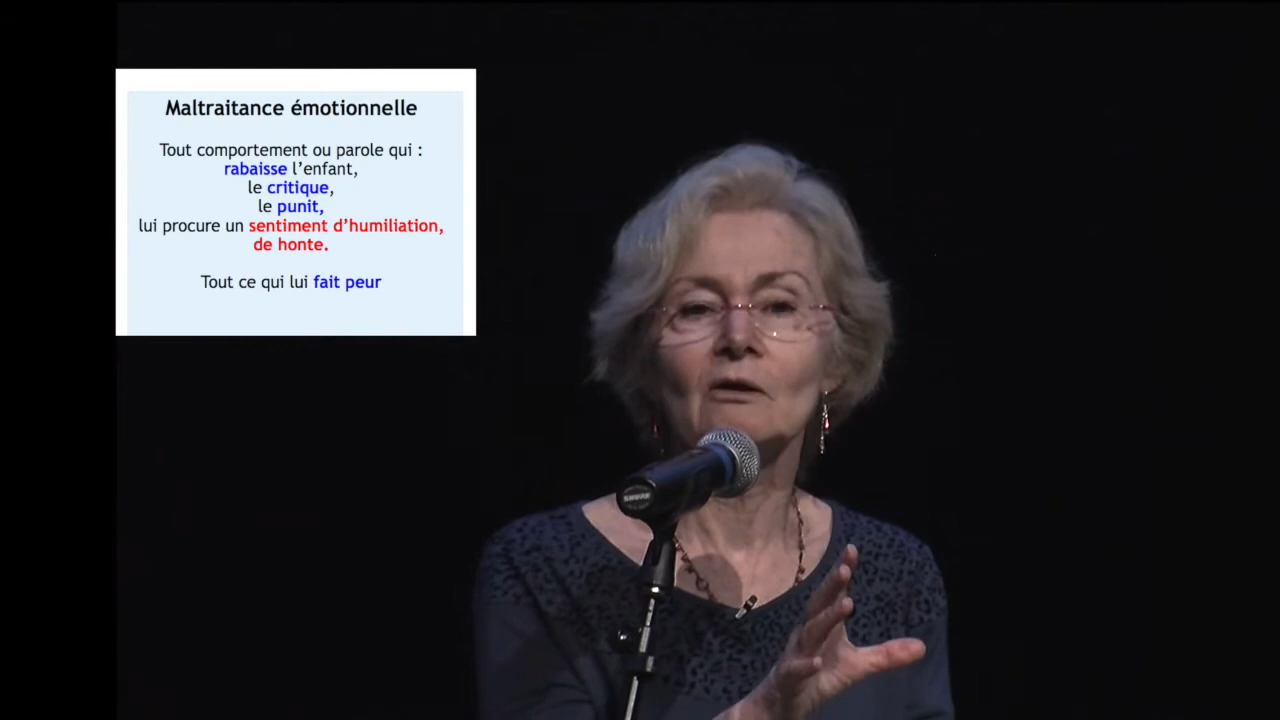 Maltraitance émotionnelle
Tout comportement ou parole qui :
rabaisse l’enfant,
le critique,
le punit,
lui procure un sentiment d’humiliation,
de honte.
Tout ce qui lui fait peur
SHURE